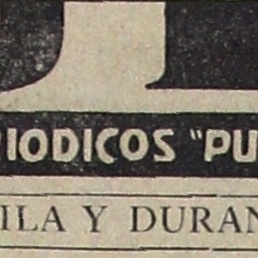 RIODICOS "PU
ILA Y DURAN